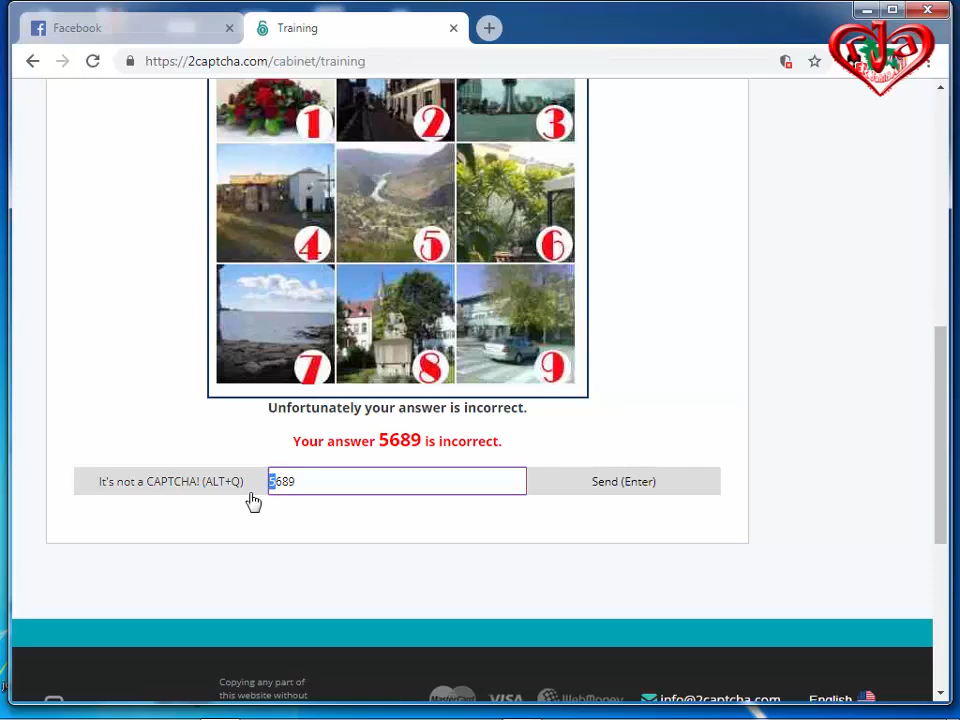 Facebook
Training
https://2captcha.com/cabinet/training
1 2 3
4 5 6
7 8 9
Unfortunately your answer is incorrect.
Your answer 5689 is incorrect.
It's not a CAPTCHA! (ALT+Q)
5689
Send (Enter)
Copying any part of
this website without
MasterCard
VISA
WebMoney
info@2captcha.com
English